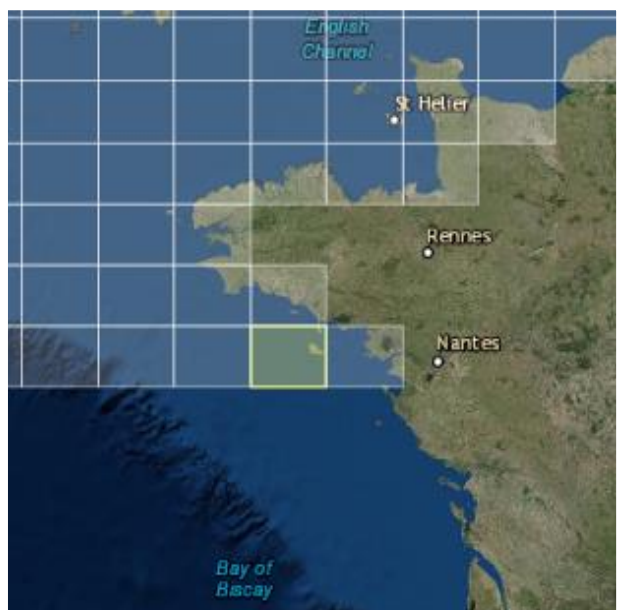 English
Channel
St Helier
Rennes
Nantes
Bay of
Biscay